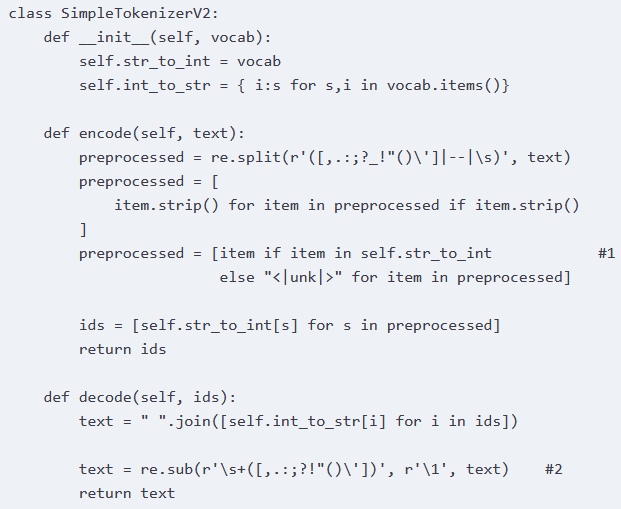 class SimpleTokenizerV2:
    def __init__(self, vocab):
        self.str_to_int = vocab
        self.int_to_str = { i:s for s,i in vocab.items()}

    def encode(self, text):
        preprocessed = re.split(r'([,.:;?_!"()\']|--|\s)', text)
        preprocessed = [
            item.strip() for item in preprocessed if item.strip()
        ]
        preprocessed = [item if item in self.str_to_int            #1
                        else "<|unk|>" for item in preprocessed]

        ids = [self.str_to_int[s] for s in preprocessed]
        return ids

    def decode(self, ids):
        text = " ".join([self.int_to_str[i] for i in ids])

        text = re.sub(r'\s+([,.:;?!"()\'])', r'\1', text)    #2
        return text